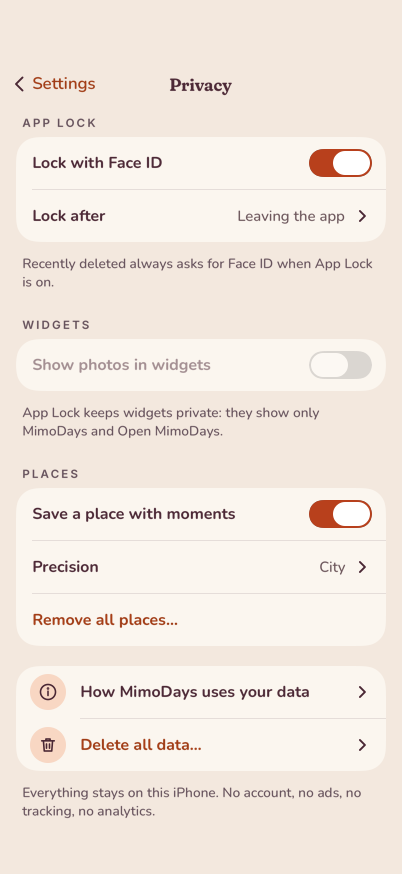 Settings
Privacy
APP LOCK
Lock with Face ID
Lock after
Leaving the app
Recently deleted always asks for Face ID when App Lock
is on.
WIDGETS
Show photos in widgets
App Lock keeps widgets private: they show only
MimoDays and Open MimoDays.
PLACES
Save a place with moments
Precision
City
Remove all places...
How MimoDays uses your data
Delete all data...
Everything stays on this iPhone. No account, no ads, no
tracking, no analytics.